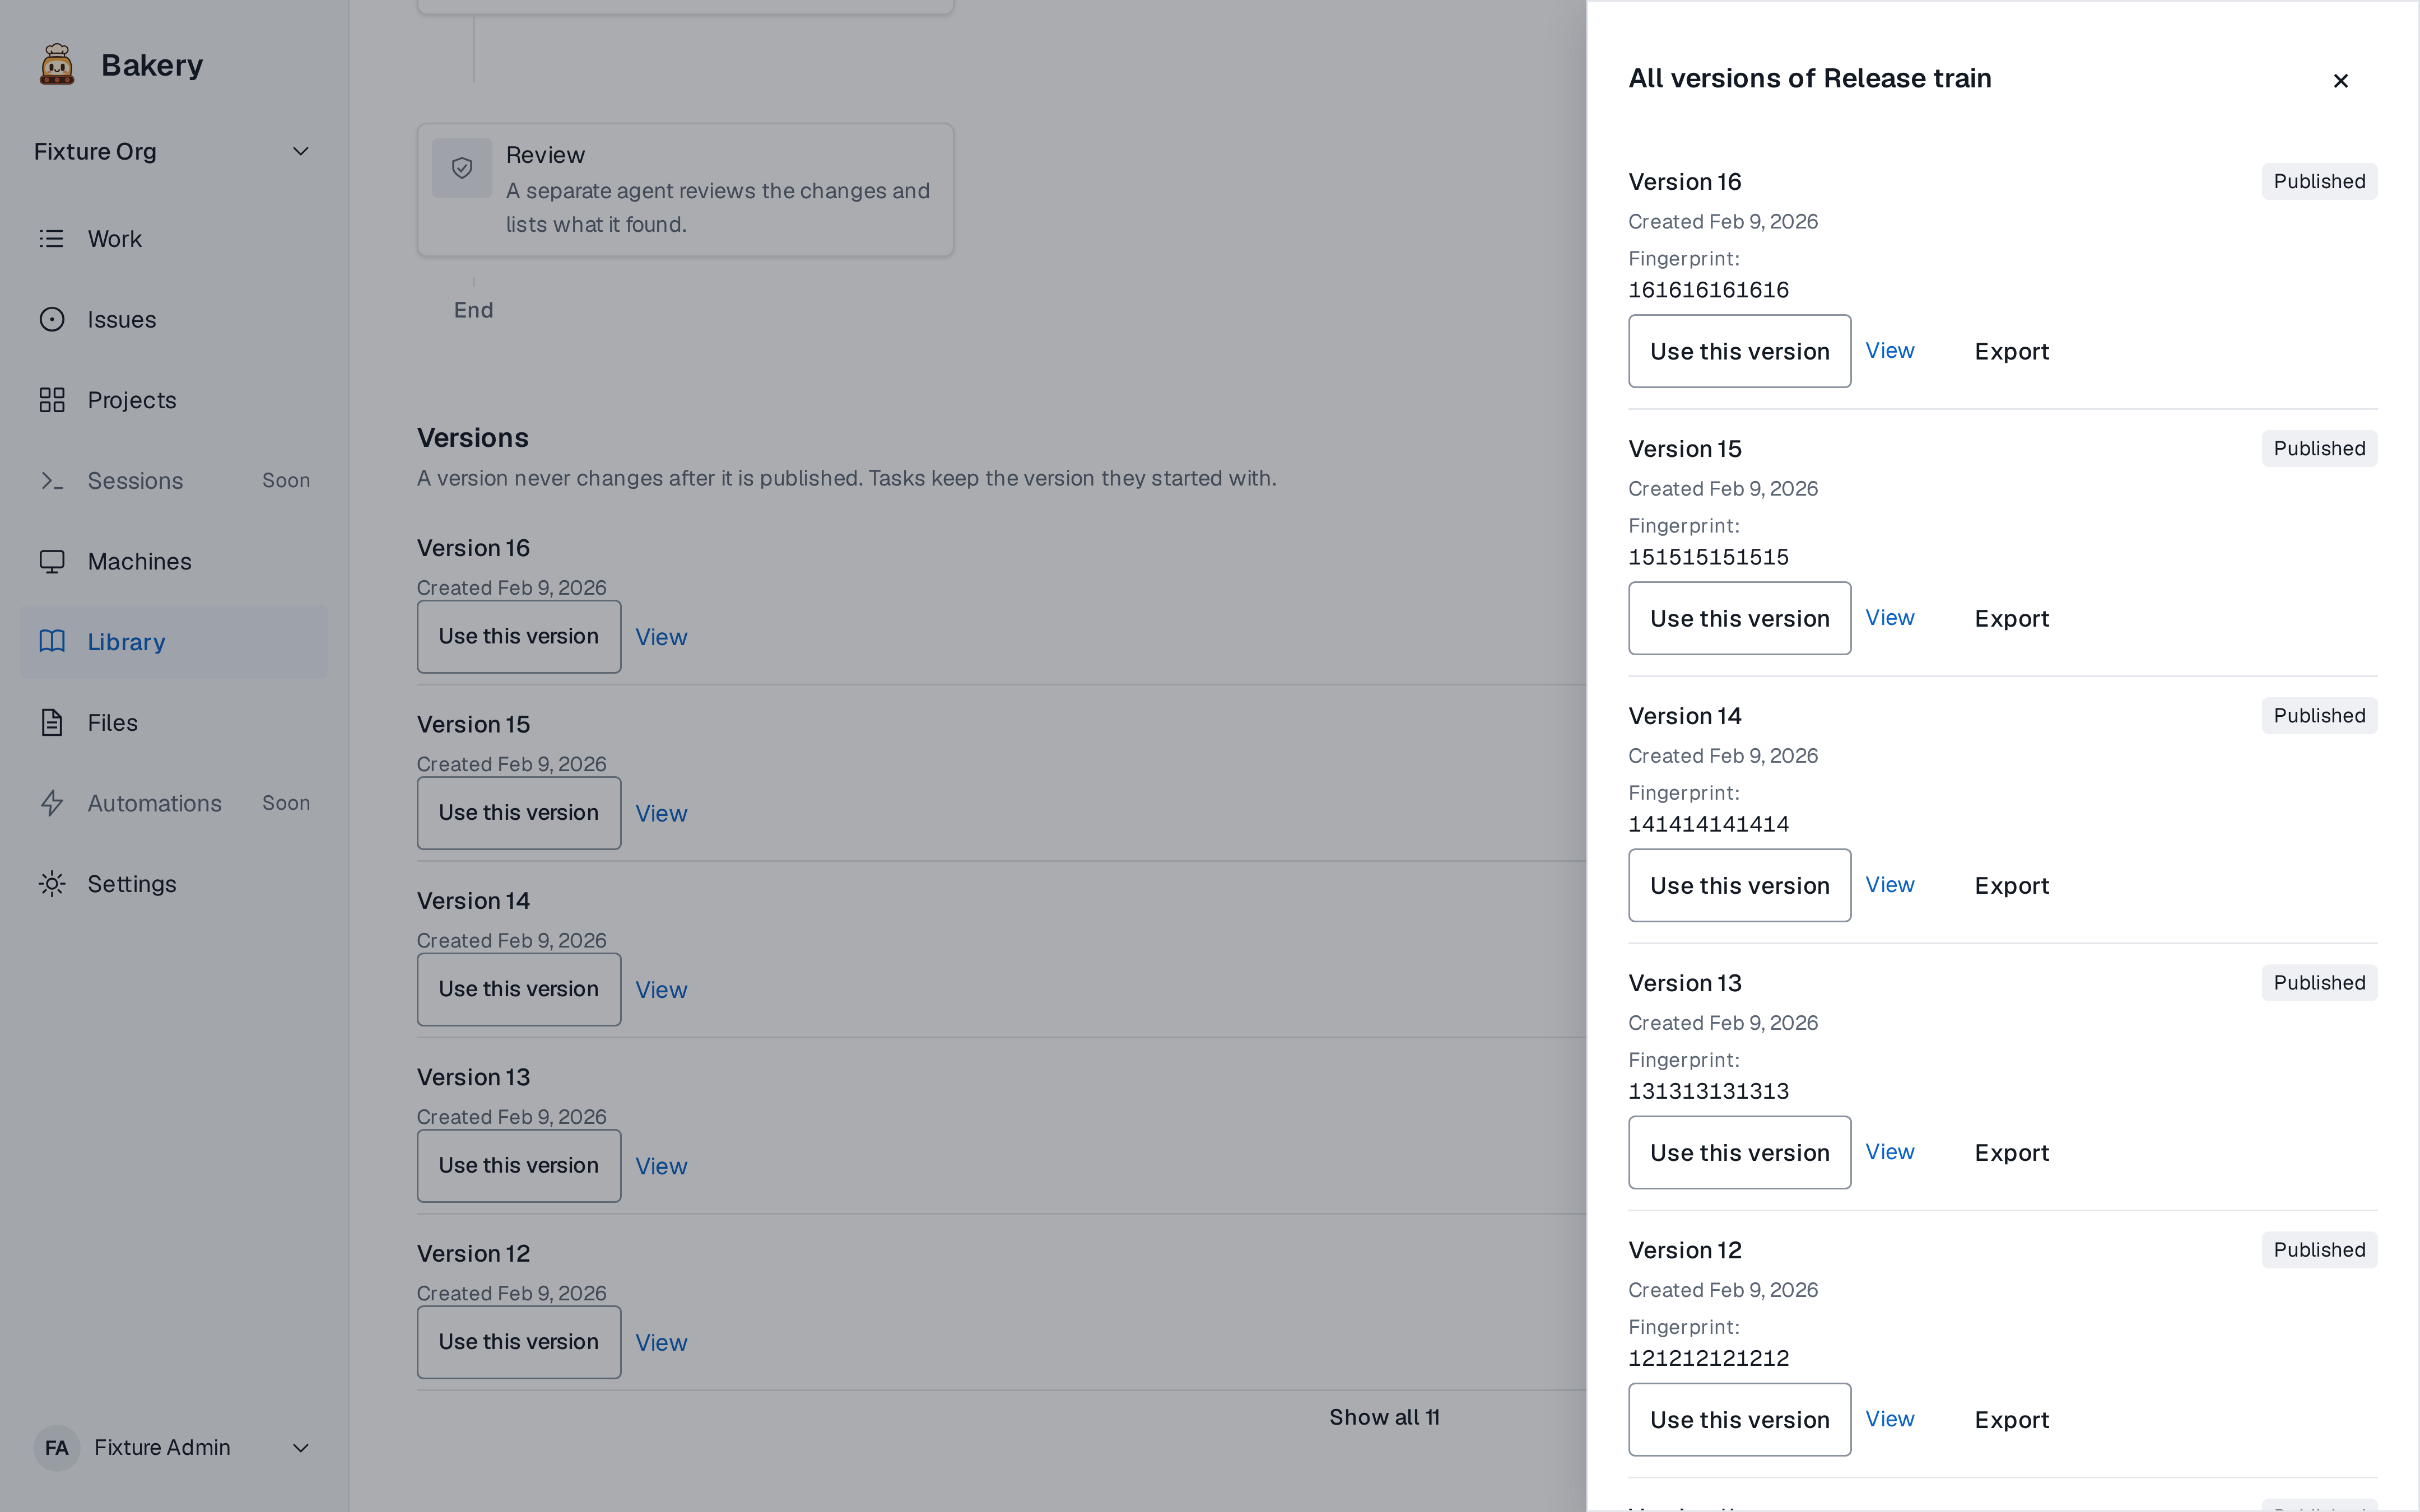 Bakery
Fixture Org
Work
Issues
Projects
Sessions Soon
Machines
Library
Files
Automations Soon
Settings
FA Fixture Admin
Review
A separate agent reviews the changes and
lists what it found.
End
Versions
A version never changes after it is published. Tasks keep the version they started with.
Version 16
Created Feb 9, 2026
Use this version View
Version 15
Created Feb 9, 2026
Use this version View
Version 14
Created Feb 9, 2026
Use this version View
Version 13
Created Feb 9, 2026
Use this version View
Version 12
Created Feb 9, 2026
Use this version View
Show all 11
All versions of Release train
Version 16 Published
Created Feb 9, 2026
Fingerprint:
161616161616
Use this version View Export
Version 15 Published
Created Feb 9, 2026
Fingerprint:
151515151515
Use this version View Export
Version 14 Published
Created Feb 9, 2026
Fingerprint:
141414141414
Use this version View Export
Version 13 Published
Created Feb 9, 2026
Fingerprint:
131313131313
Use this version View Export
Version 12 Published
Created Feb 9, 2026
Fingerprint:
121212121212
Use this version View Export